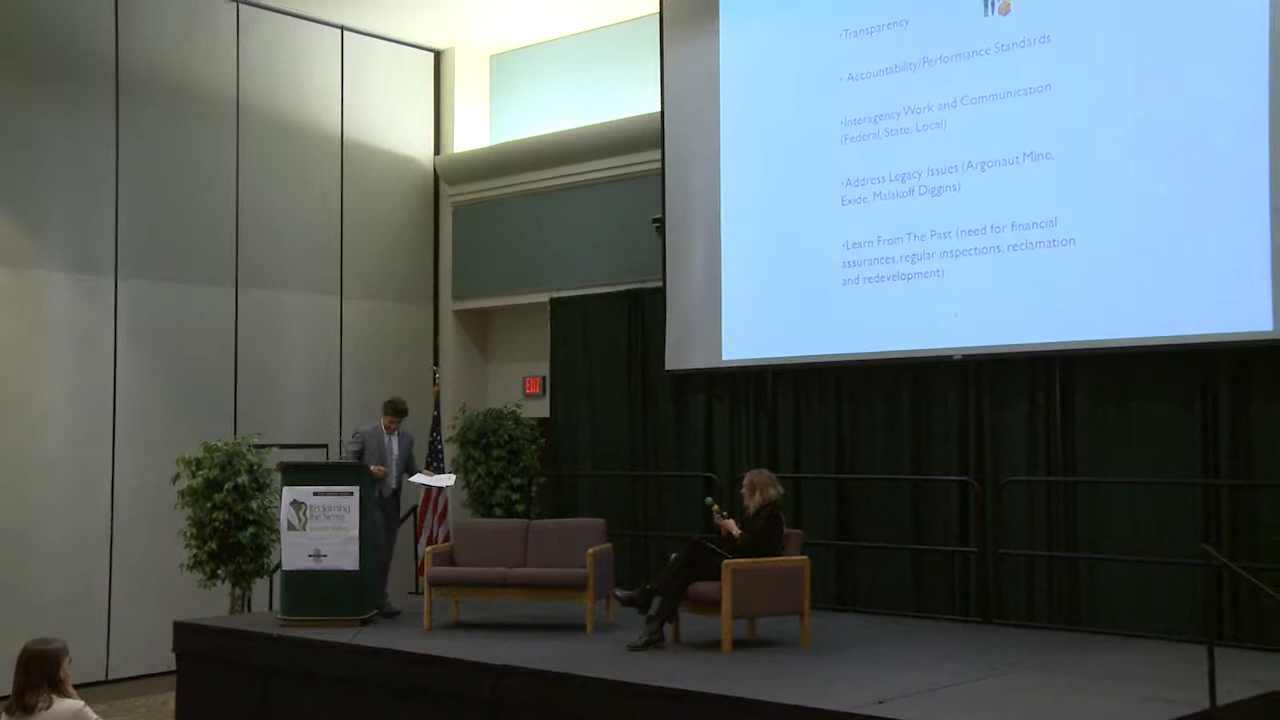 •Transparency
• Accountability/Performance Standards
•Interagency Work and Communication
(Federal, State, Local)
•Address Legacy Issues (Argonaut Mine,
Exide, Malakoff Diggins)
•Learn From The Past (need for financial
assurances, regular inspections, reclamation
and redevelopment)
EXIT
Reclaiming
the Sierra